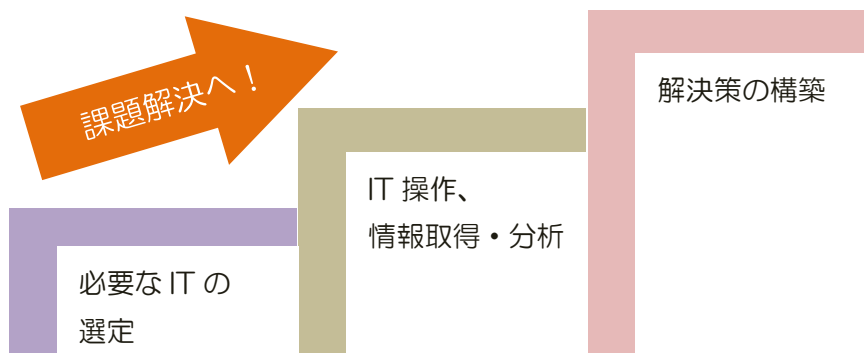 課題解決へ！
必要な IT の
選定
IT 操作、
情報取得・分析
解決策の構築